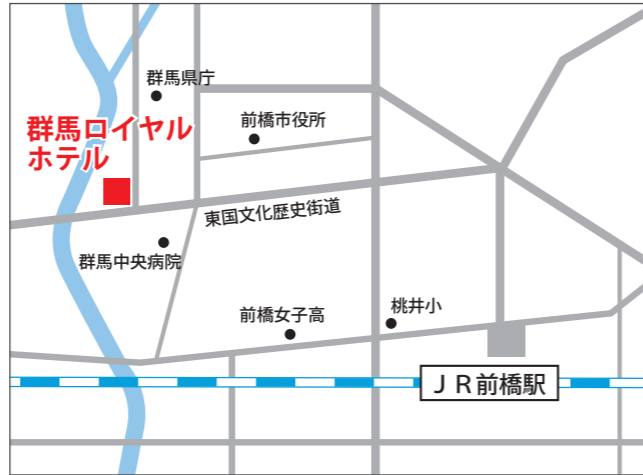 群馬県庁
群馬ロイヤル
ホテル
前橋市役所
東国文化歴史街道
群馬中央病院
前橋女子高
桃井小
ＪＲ前橋駅